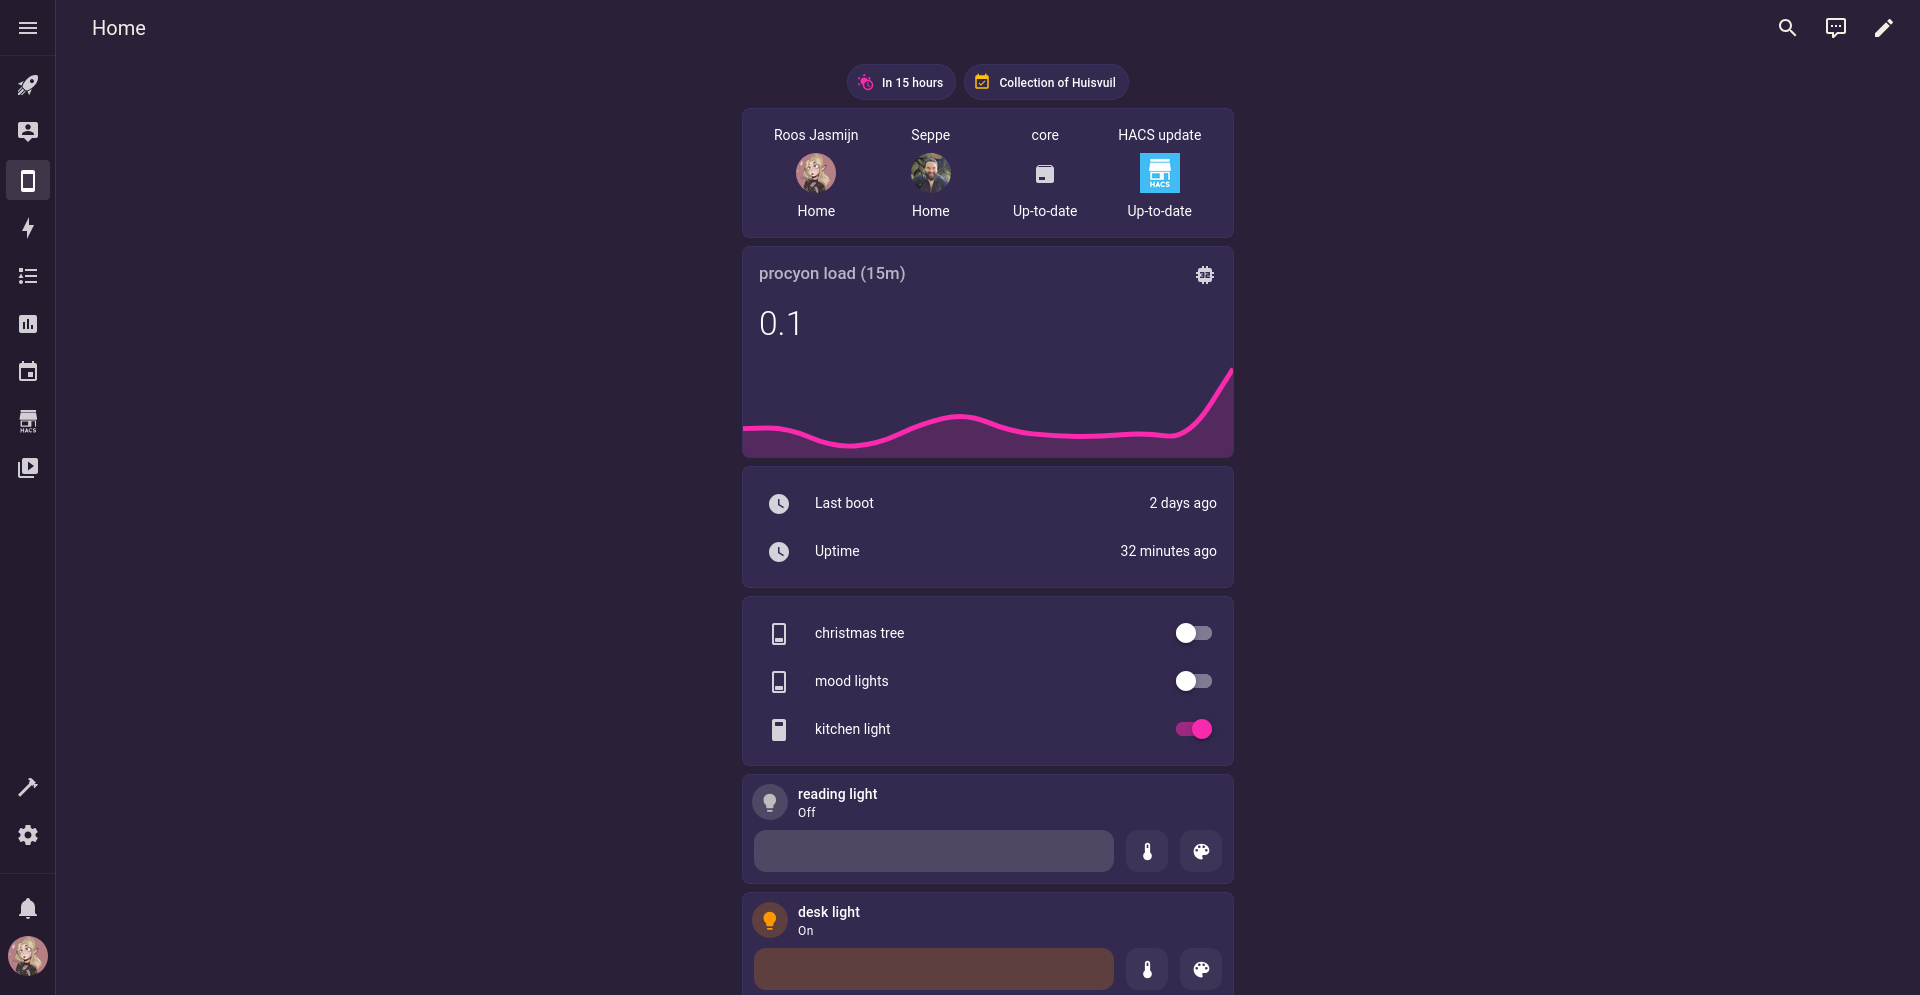 Home
In 15 hours
Collection of Huisvuil
Roos Jasmijn
Seppe
core
HACS update
HACS
Home
Home
Up-to-date
Up-to-date
procyon load (15m)
0.1
HACS
Last boot
2 days ago
Uptime
32 minutes ago
christmas tree
mood lights
kitchen light
reading light
Off
desk light
On